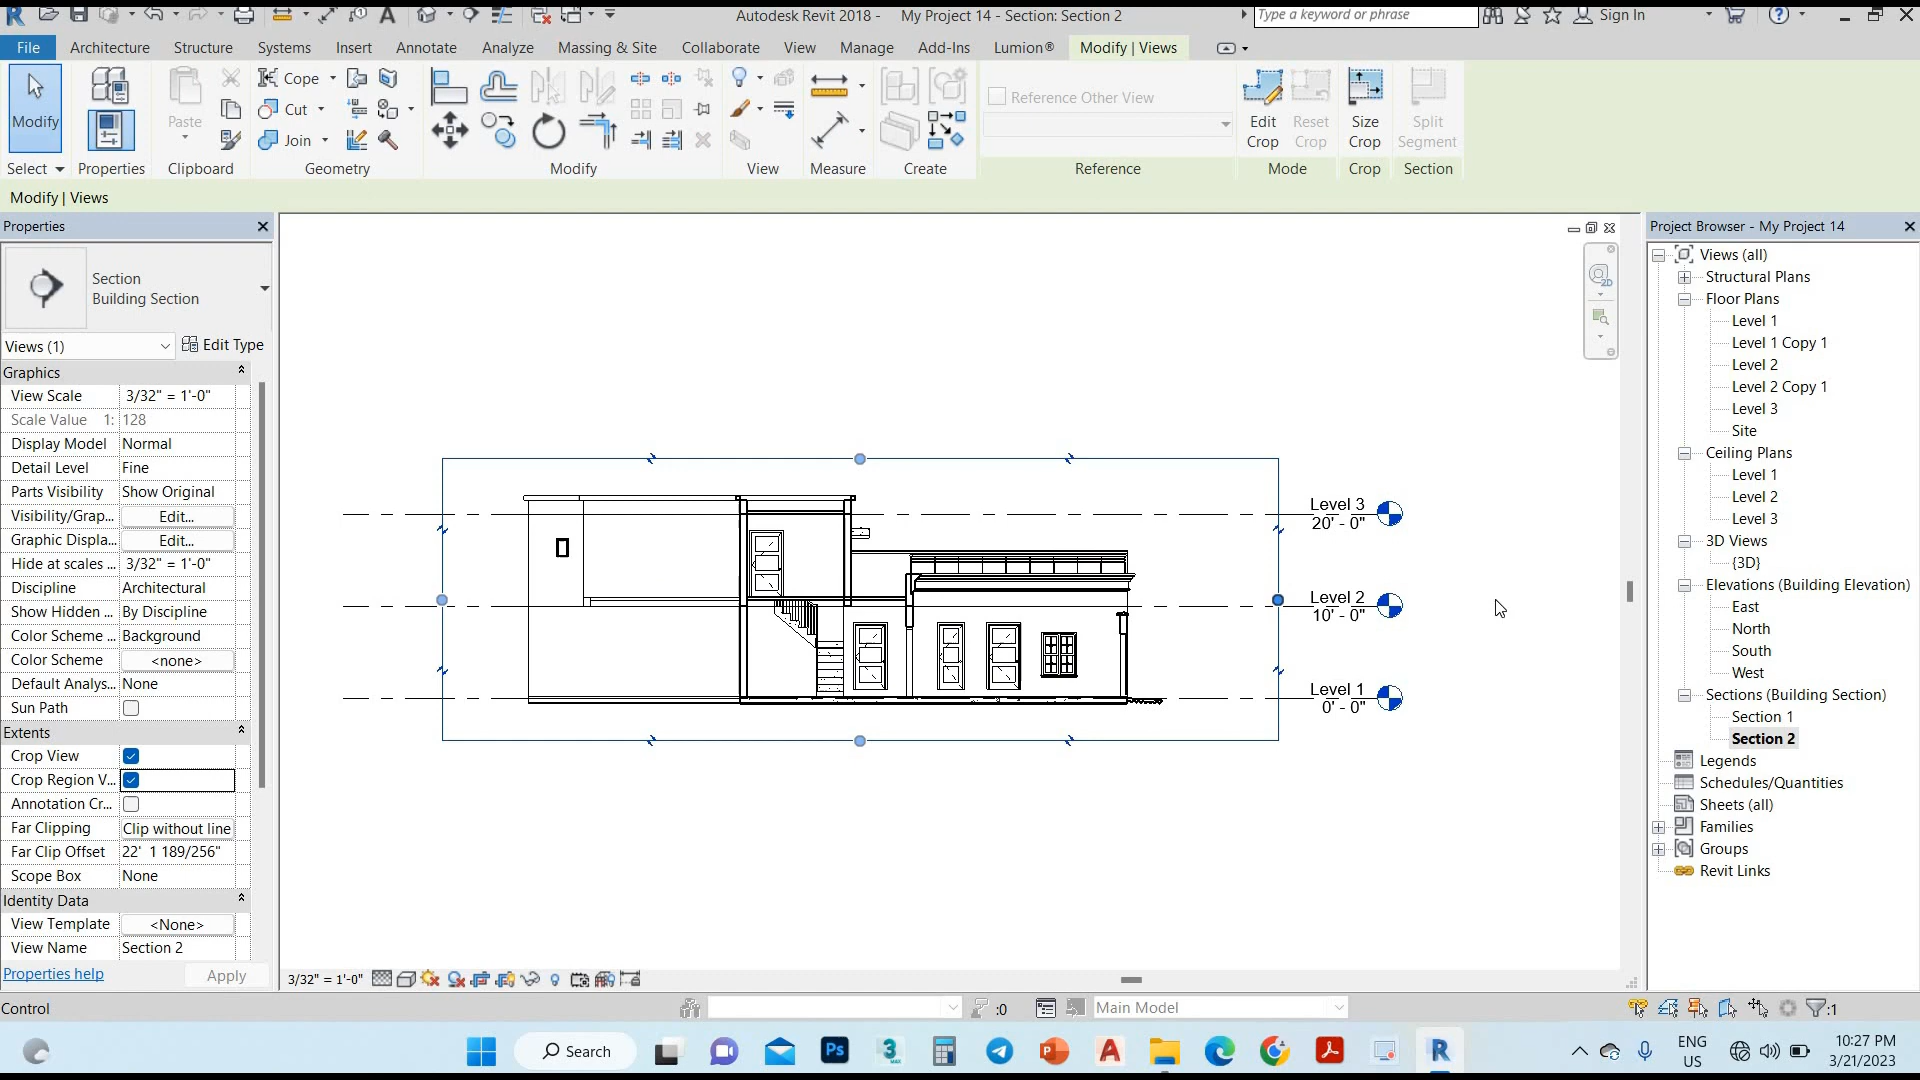 Autodesk Revit 2018 -    My Project 14 - Section: Section 2
Type a keyword or phrase
Sign In
File
Architecture
Structure
Systems
Insert
Annotate
Analyze
Massing & Site
Collaborate
View
Manage
Add-Ins
Lumion®
Modify | Views
Modify
Paste
Cope
Cut
Join
Reference Other View
Edit Crop
Reset Crop
Size Crop
Split Segment
Select
Properties
Clipboard
Geometry
Modify
View
Measure
Create
Reference
Mode
Crop
Section
Modify | Views
Properties
Section
Building Section
Views (1)
Edit Type
Graphics
View Scale 3/32" = 1'-0"
Scale Value 1: 128
Display Model Normal
Detail Level Fine
Parts Visibility Show Original
Visibility/Grap... Edit...
Graphic Displa... Edit...
Hide at scales ... 3/32" = 1'-0"
Discipline Architectural
Show Hidden ... By Discipline
Color Scheme ... Background
Color Scheme <none>
Default Analys... None
Sun Path
Extents
Crop View
Crop Region V...
Annotation Cr...
Far Clipping Clip without line
Far Clip Offset 22' 1 189/256"
Scope Box None
Identity Data
View Template <None>
View Name Section 2
Properties help
Apply
Level 3
20' - 0"
Level 2
10' - 0"
Level 1
0' - 0"
3/32" = 1'-0"
Project Browser - My Project 14
Views (all)
Structural Plans
Floor Plans
Level 1
Level 1 Copy 1
Level 2
Level 2 Copy 1
Level 3
Site
Ceiling Plans
Level 1
Level 2
Level 3
3D Views
{3D}
Elevations (Building Elevation)
East
North
South
West
Sections (Building Section)
Section 1
Section 2
Legends
Schedules/Quantities
Sheets (all)
Families
Groups
Revit Links
Control
:0
Main Model
:1
Search
Ps
ENG
US
10:27 PM
3/21/2023